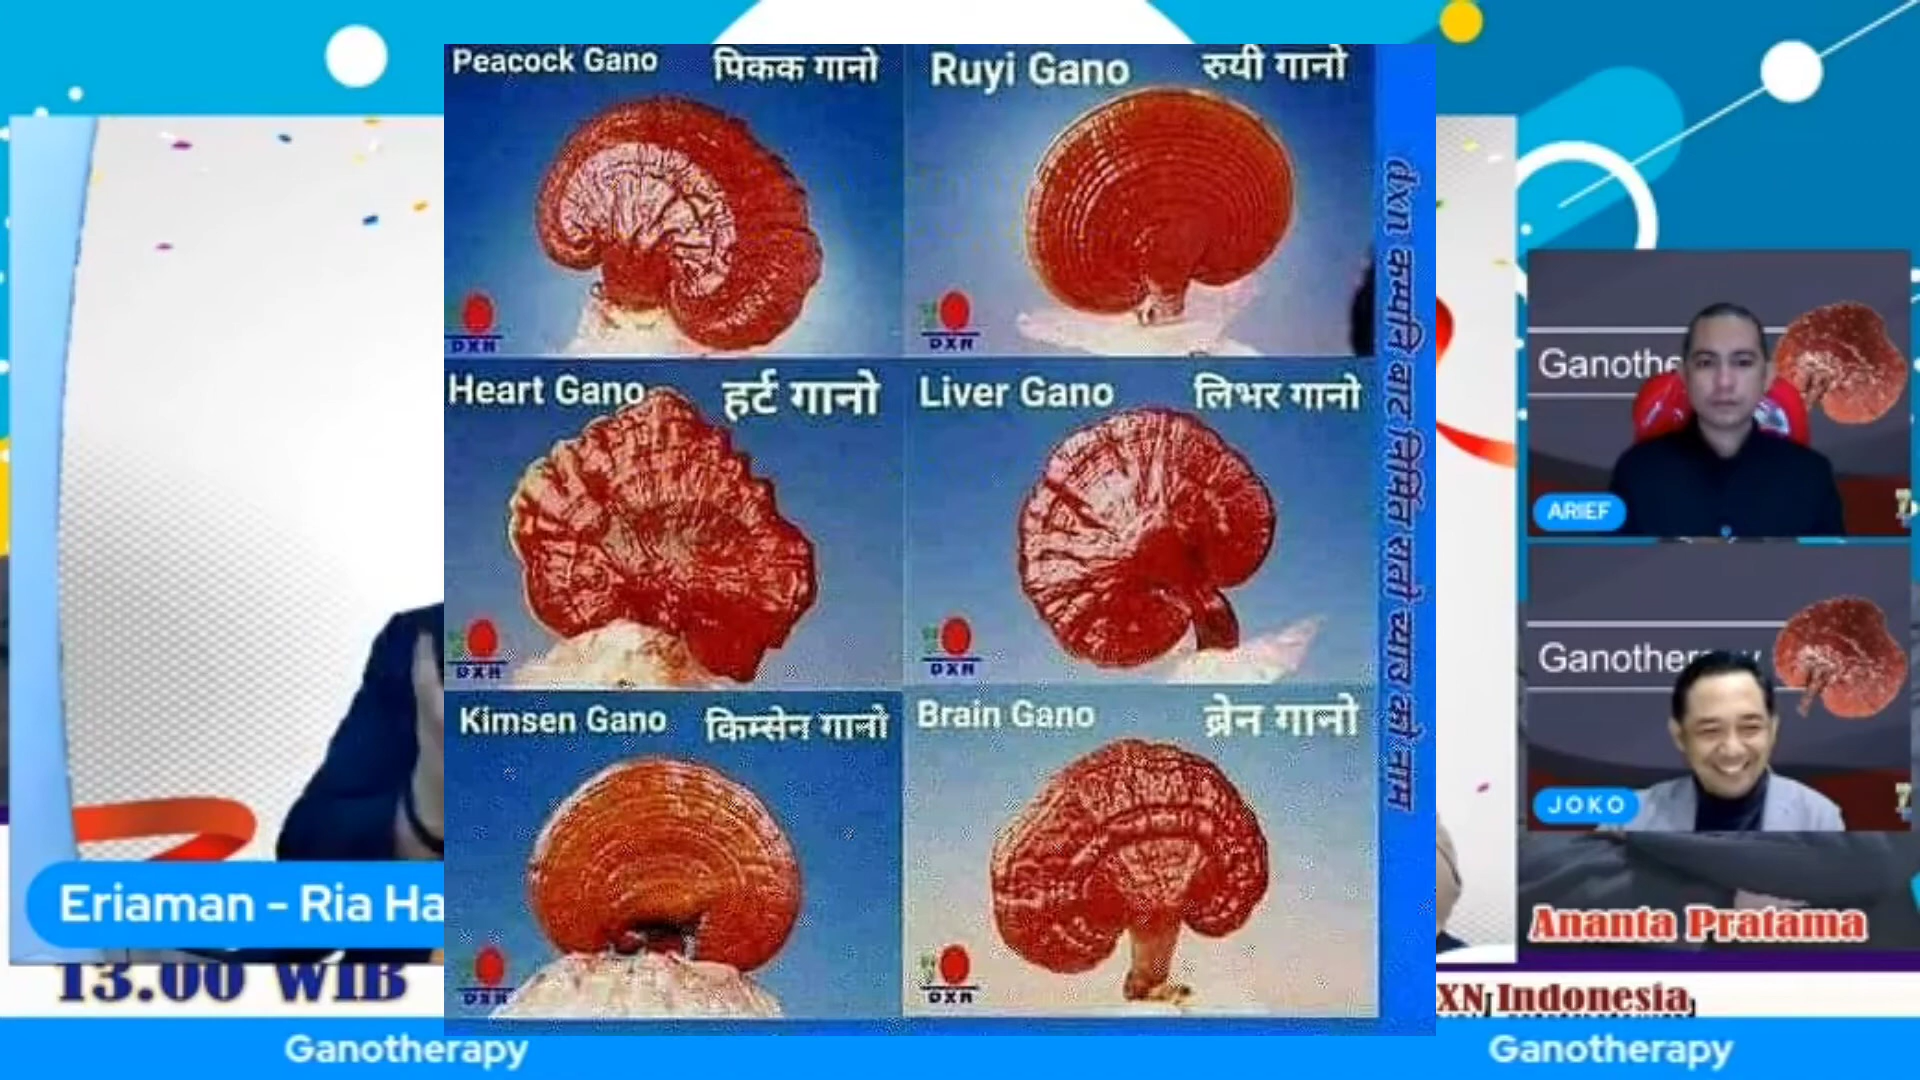 Peacock Gano
पिकक गानो
Ruyi Gano
रुयी गानो
DXN
DXN
Heart Gano
हर्ट गानो
Liver Gano
लिभर गानो
DXN
DXN
Kimsen Gano
किम्सेन गानो
Brain Gano
ब्रेन गानो
DXN
DXN
dxn कम्पनि बाट निर्मित रातो च्याउ को नाम
Ganothe
ARIEF
Ganotherapy
JOKO
Eriaman - Ria Ha
13.00 WIB
Ananta Pratama
XN Indonesia
Ganotherapy
Ganotherapy